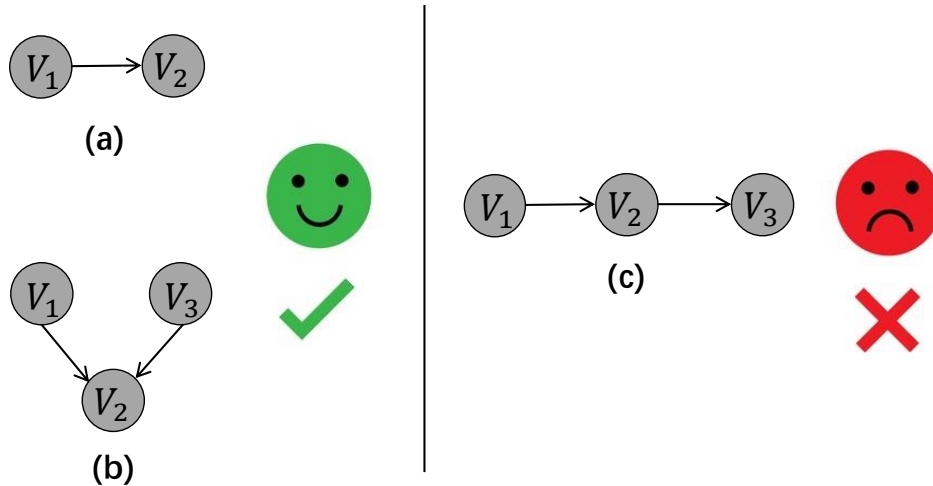 V₁ V₂
(a)
V₁ V₃
V₂
(b)
V₁ V₂ V₃
(c)